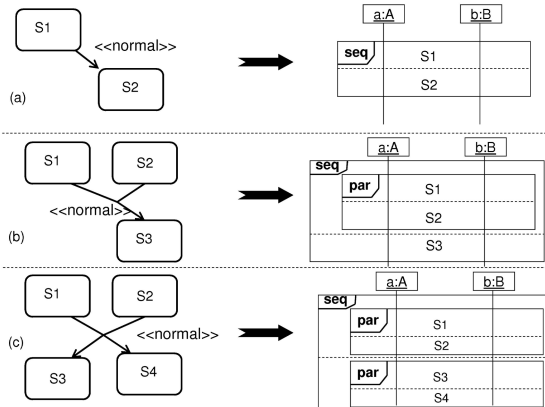 S1
<<normal>>
S2
(a)
a:A
b:B
seq
S1
S2
S1
S2
<<normal>>
S3
(b)
a:A
b:B
seq
par
S1
S2
S3
S1
S2
<<normal>>
S3
S4
(c)
a:A
b:B
seq
par
S1
S2
par
S3
S4